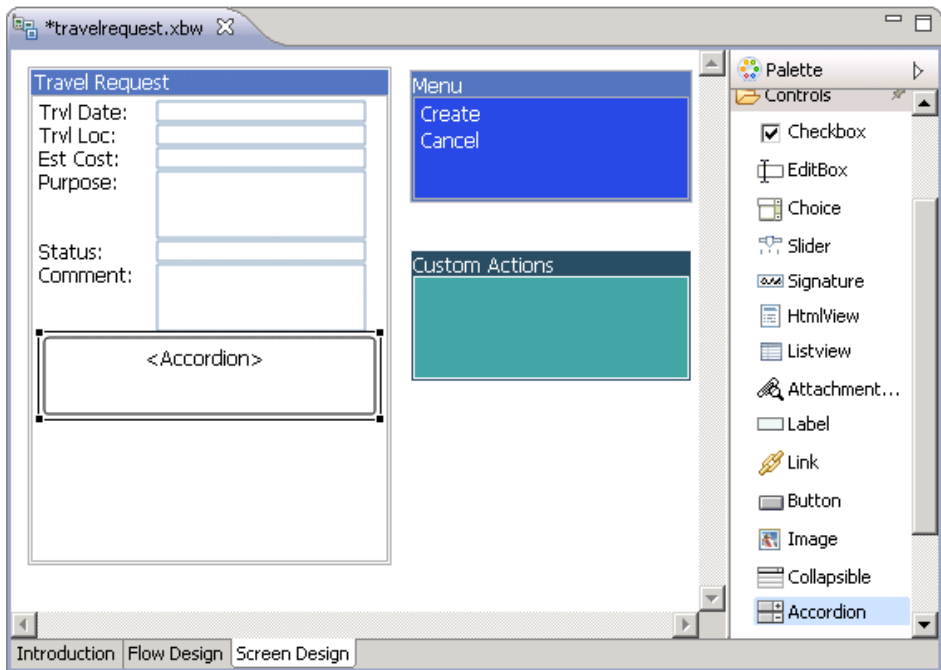 *travelrequest.xbw
Travel Request
Trvl Date:
Trvl Loc:
Est Cost:
Purpose:
Status:
Comment:
<Accordion>
Menu
Create
Cancel
Custom Actions
Palette
Controls
Checkbox
EditBox
Choice
Slider
Signature
HtmlView
Listview
Attachment...
Label
Link
Button
Image
Collapsible
Accordion
Introduction Flow Design Screen Design